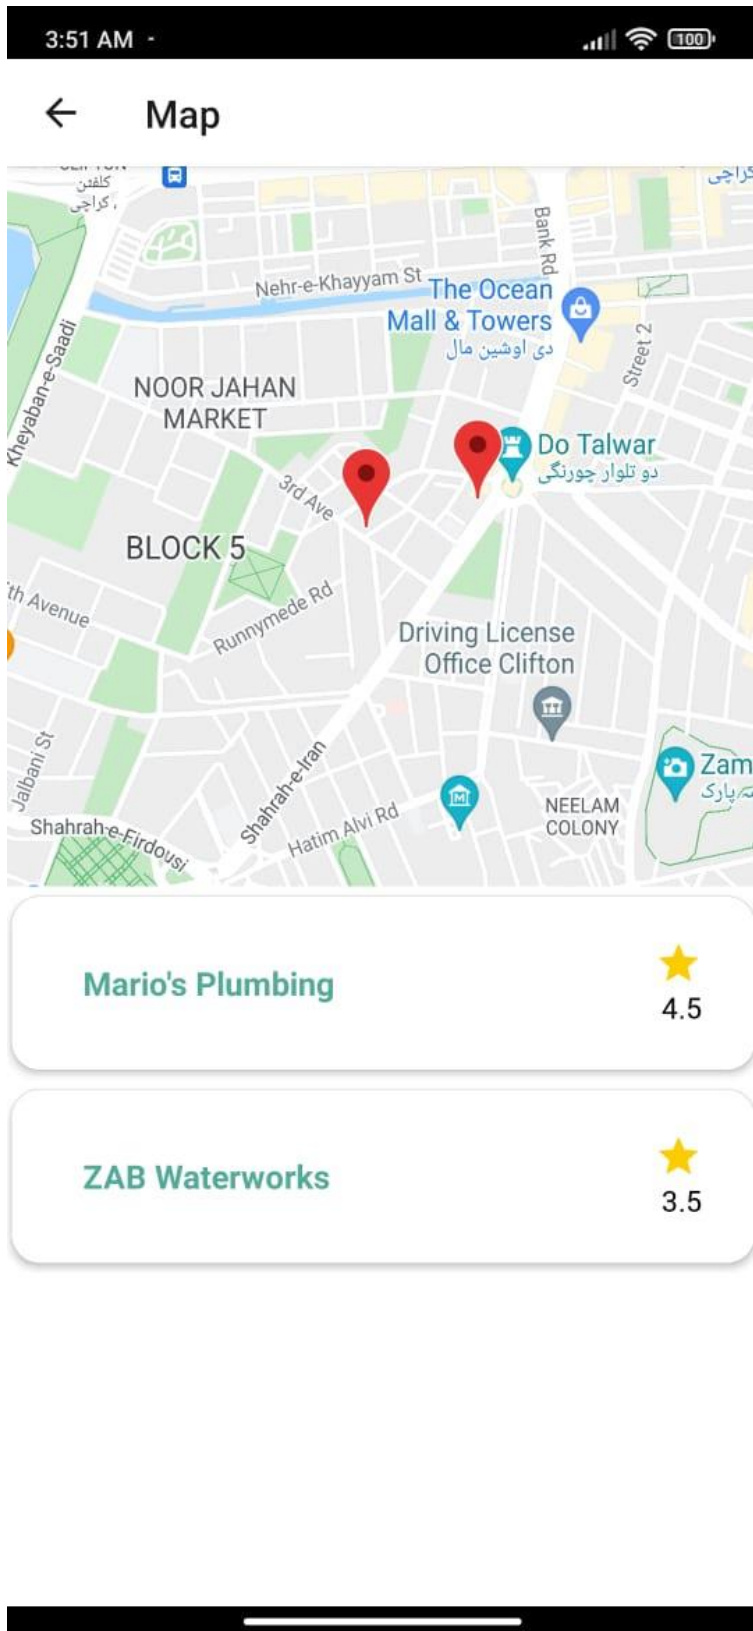 3:51 AM -
100
Map
کلفٹن
، کراچی
کراچی
Bank Rd
Nehr-e-Khayyam St
The Ocean
Mall & Towers
دی اوشین مال
Street 2
Kheyaban-e-Saadi
NOOR JAHAN
MARKET
Do Talwar
دو تلوار چورنگی
3rd Ave
BLOCK 5
th Avenue
Runnymede Rd
Driving License
Office Clifton
Jalbani St
Shahrah-e-Iran
Zam
پارک
Shahrah-e-Firdousi
Hatim Alvi Rd
NEELAM
COLONY
Mario's Plumbing
4.5
ZAB Waterworks
3.5